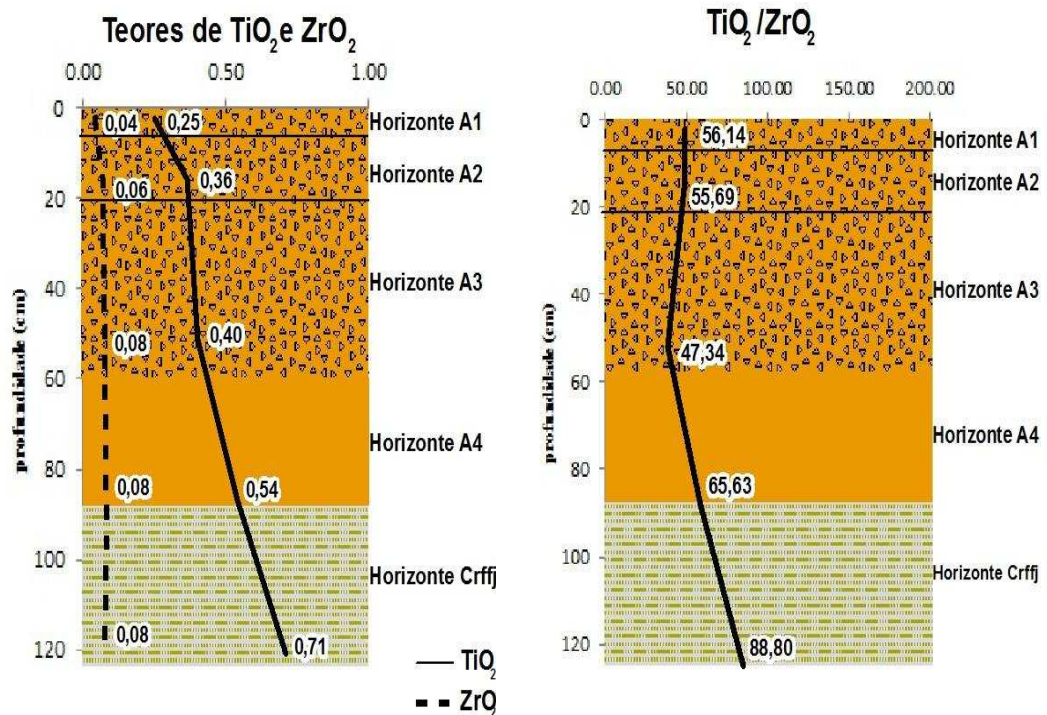 Teores de TiO2 e ZrO2
0.00 0.50 1.00
0
20
40
60
80
100
120
profundidade (cm)
0,04 0,25
0,06 0,36
0,08 0,40
0,08 0,54
0,08 0,71
Horizonte A1
Horizonte A2
Horizonte A3
Horizonte A4
Horizonte Crffj
TiO2
ZrO
TiO2/ZrO2
0.00 50.00 100.00 150.00 200.00
0
20
40
60
80
100
120
profundidade (cm)
56,14
55,69
47,34
65,63
88,80
Horizonte A1
Horizonte A2
Horizonte A3
Horizonte A4
Horizonte Crffj